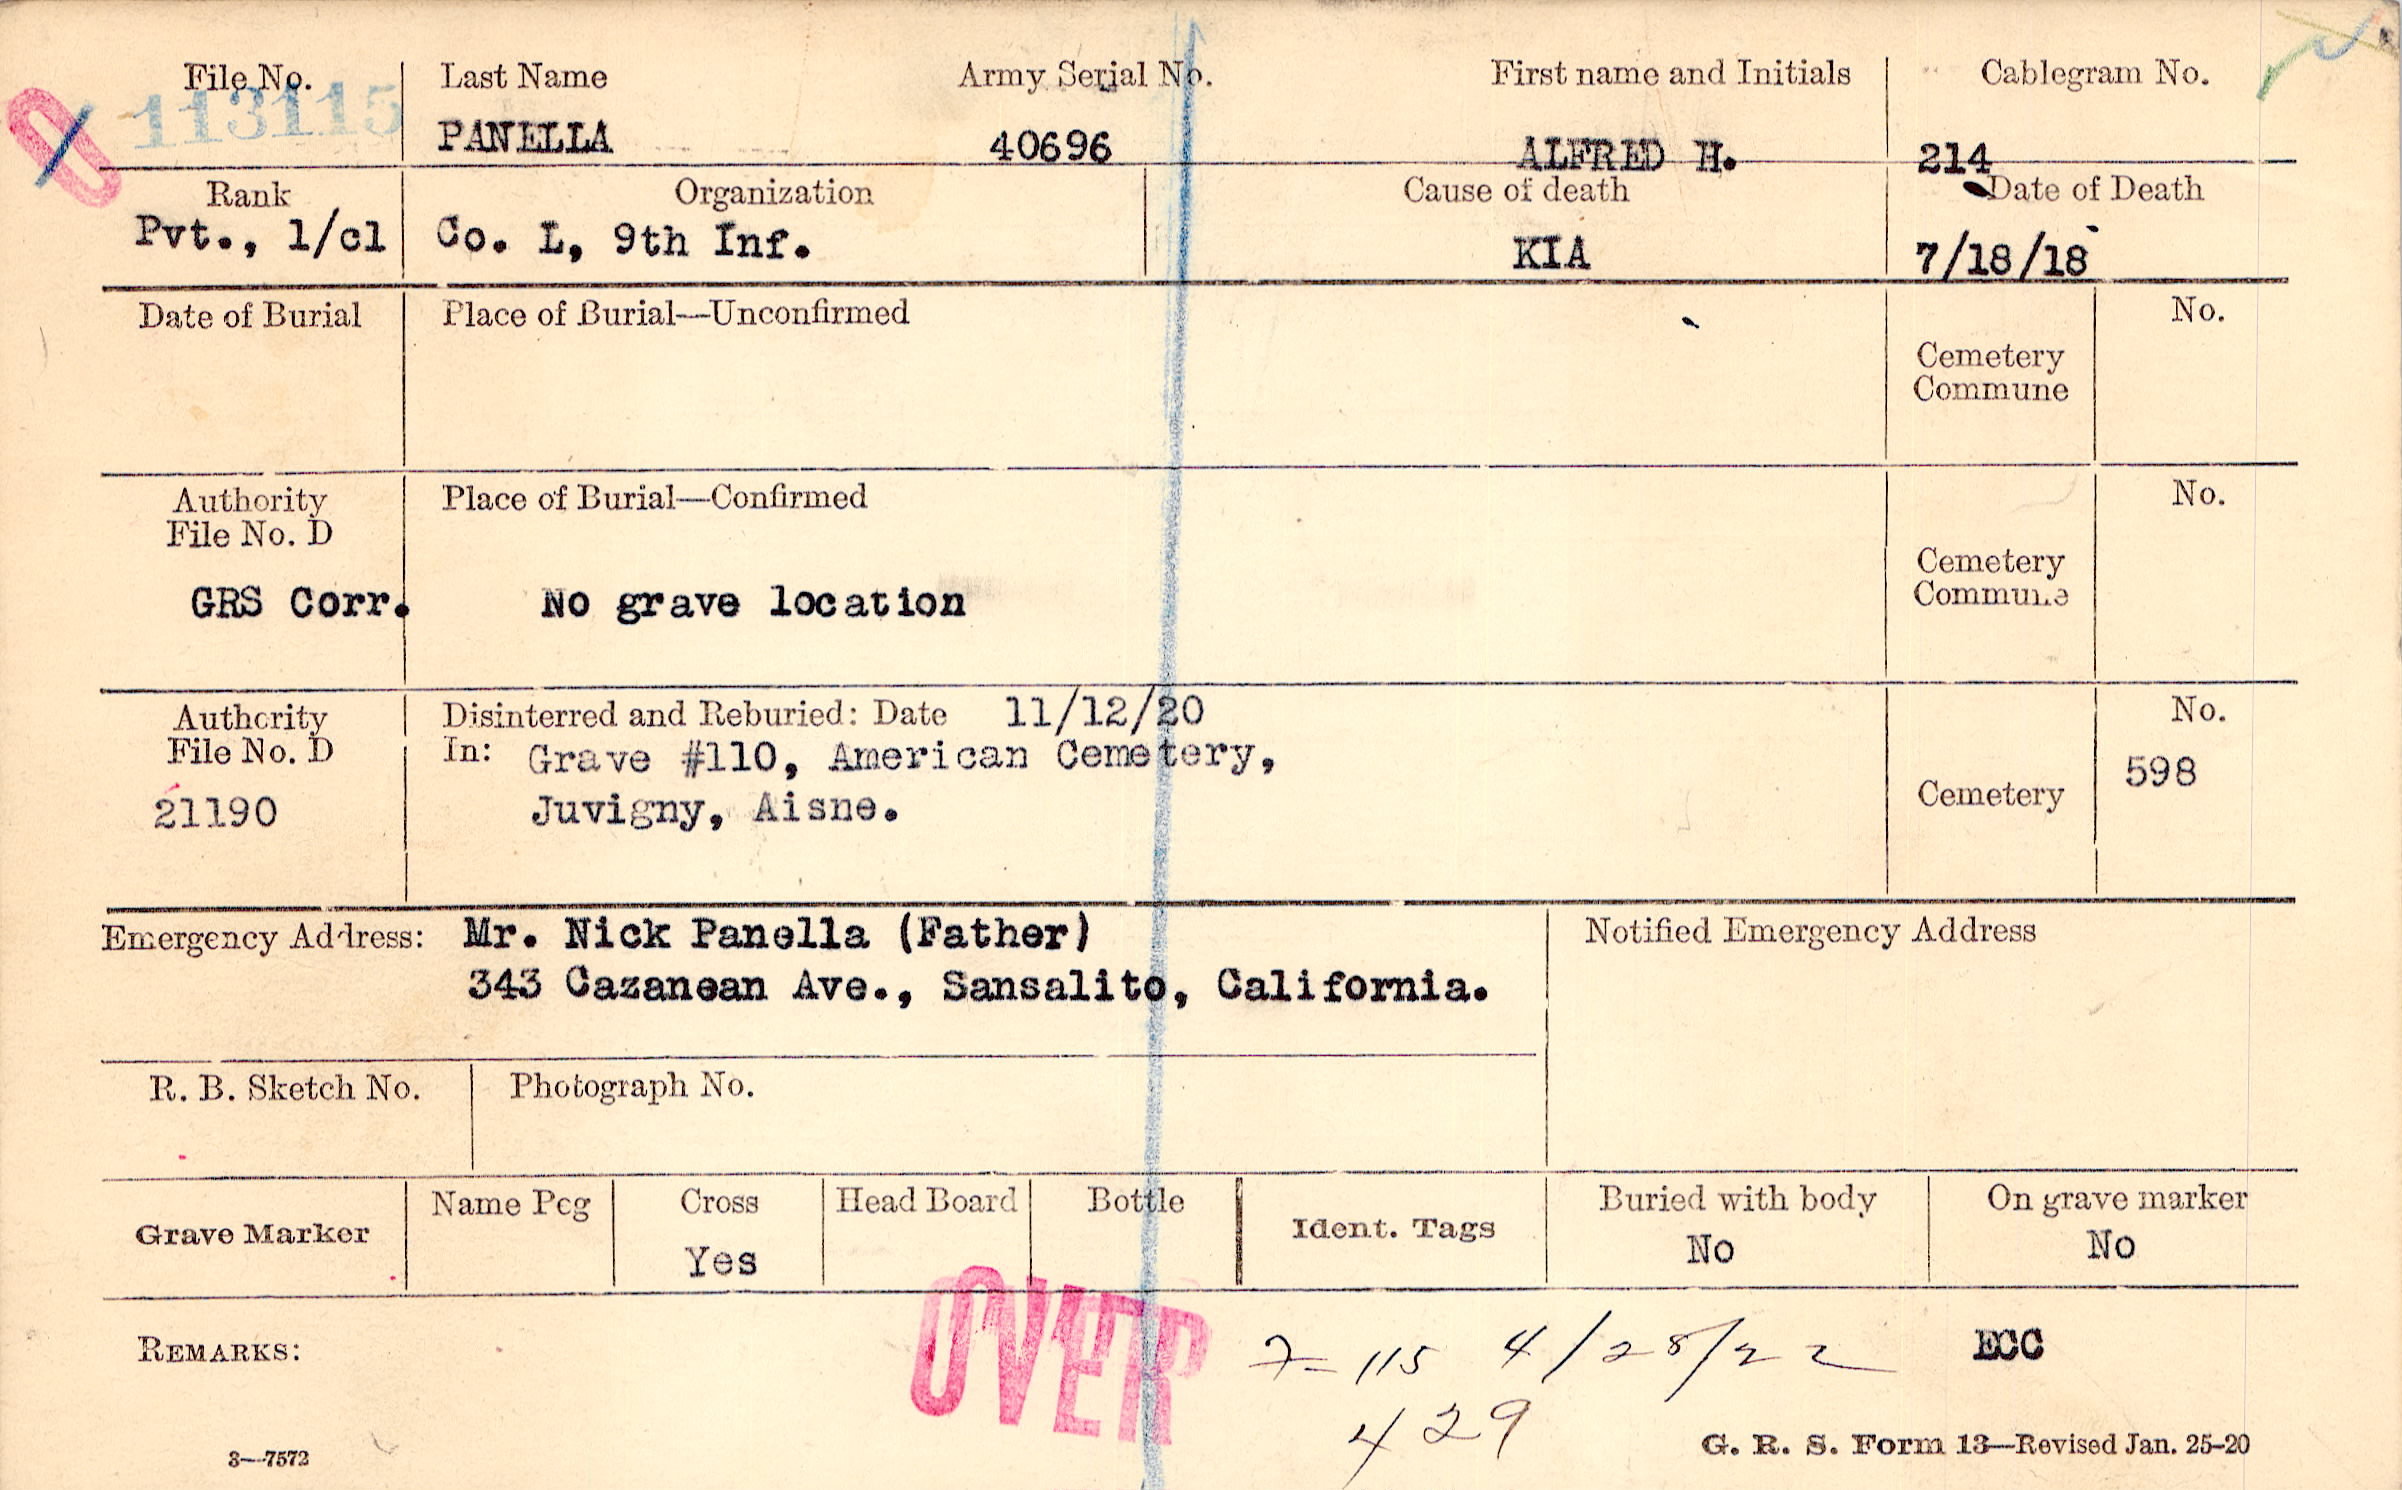 File No. Last Name Army Serial No. First name and Initials Cablegram No.
113115 PANELLA 40696 ALFRED H. 214
Rank Organization Cause of death Date of Death
Pvt., 1/cl Co. L, 9th Inf. KIA 7/18/18
Date of Burial Place of Burial—Unconfirmed No.
Cemetery
Commune
Authority Place of Burial—Confirmed No.
File No. D
Cemetery
Commune
GRS Corr. No grave location
Authority Disinterred and Reburied: Date 11/12/20 No.
File No. D In: Grave #110, American Cemetery, 598
21190 Juvigny, Aisne. Cemetery
Emergency Address: Mr. Nick Panella (Father) Notified Emergency Address
343 Cazanean Ave., Sansalito, California.
R. B. Sketch No. Photograph No.
Grave Marker Name Peg Cross Head Board Bottle Ident. Tags Buried with body On grave marker
Yes No No
OVER
REMARKS: 7-115 4/28/22 ECC
429
3—7572 G. R. S. Form 13—Revised Jan. 25-20